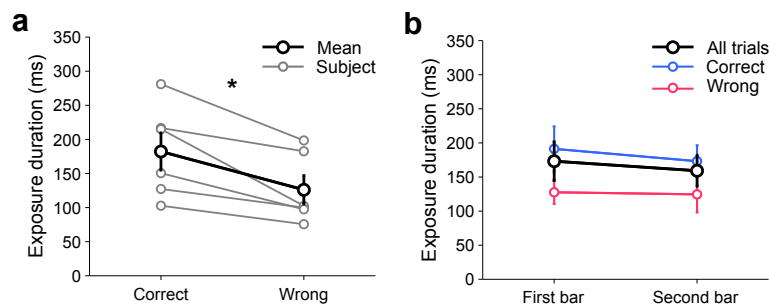 a
Mean
Subject
*
Exposure duration (ms)
350
300
250
200
150
100
50
0
Correct
Wrong
b
All trials
Correct
Wrong
Exposure duration (ms)
350
300
250
200
150
100
50
0
First bar
Second bar